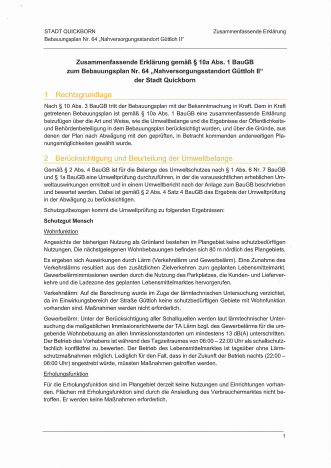 STADT QUICKBORN Zusammenfassende Erklärung
Bebauungsplan Nr. 64 „Nahversorgungsstandort Güttloh II“
Zusammenfassende Erklärung gemäß § 10a Abs. 1 BauGB
zum Bebauungsplan Nr. 64 „Nahversorgungsstandort Güttloh II“
der Stadt Quickborn
1 Rechtsgrundlage
Nach § 10 Abs. 3 BauGB tritt der Bebauungsplan mit der Bekanntmachung in Kraft. Dem in Kraft
getretenen Bebauungsplan ist gemäß § 10a Abs. 1 BauGB eine zusammenfassende Erklärung
beizufügen über die Art und Weise, wie die Umweltbelange und die Ergebnisse der Öffentlichkeits-
und Behördenbeteiligung in dem Bebauungsplan berücksichtigt wurden, und über die Gründe, aus
denen der Plan nach Abwägung mit den geprüften, in Betracht kommenden anderweitigen Pla-
nungsmöglichkeiten gewählt wurde.
2 Berücksichtigung und Beurteilung der Umweltbelange
Gemäß § 2 Abs. 4 BauGB ist für die Belange des Umweltschutzes nach § 1 Abs. 6 Nr. 7 BauGB
und § 1a BauGB eine Umweltprüfung durchzuführen, in der die voraussichtlichen erheblichen Um-
weltauswirkungen ermittelt und in einem Umweltbericht nach der Anlage zum BauGB beschrieben
und bewertet werden. Dabei ist gemäß § 2 Abs. 4 Satz 4 BauGB das Ergebnis der Umweltprüfung
in der Abwägung zu berücksichtigen.
Schutzgutbezogen kommt die Umweltprüfung zu folgenden Ergebnissen:
Schutzgut Mensch
Wohnfunktion
Angesichts der bisherigen Nutzung als Grünland bestehen im Plangebiet keine schutzbedürftigen
Nutzungen. Die nächstgelegenen Wohnbebauungen befinden sich 80 m nördlich des Plangebiets.
Es ergeben sich Auswirkungen durch Lärm (Verkehrslärm und Gewerbelärm). Eine Zunahme des
Verkehrslärms resultiert aus den zusätzlichen Zielverkehren zum geplanten Lebensmittelmarkt.
Gewerbelärmimmissionen werden durch die Nutzung des Parkplatzes, die Kunden- und Lieferver-
kehre und die Ladezone des geplanten Lebensmittelmarktes hervorgerufen.
Verkehrslärm: Auf die Berechnung wurde im Zuge der lärmtechnischen Untersuchung verzichtet,
da im Einwirkungsbereich der Straße Güttloh keine schutzbedürftigen Gebiete mit Wohnfunktion
vorhanden sind. Maßnahmen werden nicht erforderlich.
Gewerbelärm: Unter der Berücksichtigung aller Schallquellen werden laut lärmtechnischer Unter-
suchung die maßgeblichen Immissionsrichtwerte der TA Lärm bzgl. des Gewerbelärms für die um-
gebende Wohnbebauung an allen Immissionsstandorten um mindestens 13 dB(A) unterschritten.
Der Betrieb des Vorhabens ist während des Tageszeitraumes von 06:00 – 22:00 Uhr als schallschutz-
fachlich konfliktfrei zu bewerten. Der Betrieb des Lebensmittelmarktes ist tagsüber ohne Lärm-
schutzmaßnahmen möglich. Lediglich für den Fall, dass in der Zukunft der Betrieb nachts (22:00 –
06:00 Uhr) angestrebt würde, müssten Maßnahmen getroffen werden.
Erholungsfunktion
Für die Erholungsfunktion sind im Plangebiet derzeit keine Nutzungen und Einrichtungen vorhan-
den. Flächen mit Erholungsfunktion sind durch die Ansiedlung des Verbrauchermarktes nicht be-
troffen. Er werden keine Maßnahmen erforderlich.
1